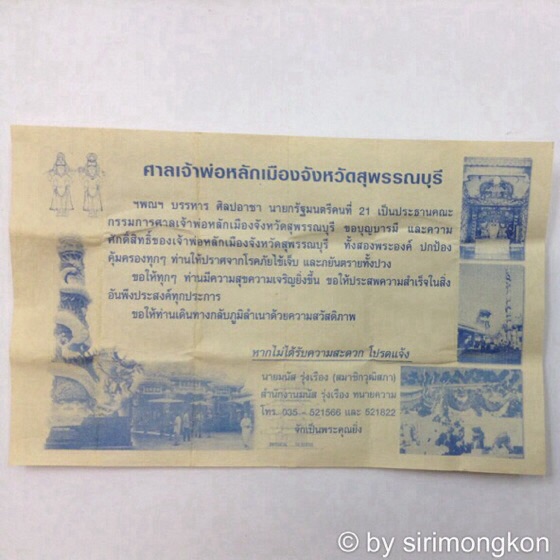 ศาลเจ้าพ่อหลักเมืองจังหวัดสุพรรณบุรี
ฯพณฯ บรรหาร ศิลปอาชา นายกรัฐมนตรีคนที่ 21 เป็นประธานคณะ
กรรมการศาลเจ้าพ่อหลักเมืองจังหวัดสุพรรณบุรี ขอบุญบารมี และความ
ศักดิ์สิทธิ์ของเจ้าพ่อหลักเมืองจังหวัดสุพรรณบุรี ทั้งสองพระองค์ ปกป้อง
คุ้มครองทุกๆ ท่านให้ปราศจากโรคภัยไข้เจ็บ และภยันตรายทั้งปวง
ขอให้ทุกๆ ท่านมีความสุขความเจริญยิ่งขึ้น ขอให้ประสพความสำเร็จในสิ่ง
อันพึงประสงค์ทุกประการ
ขอให้ท่านเดินทางกลับภูมิลำเนาด้วยความสวัสดิภาพ
หากไม่ได้รับความสะดวก โปรดแจ้ง
นายมนัส รุ่งเรือง (สมาชิกวุฒิสภา)
สำนักงานมนัส รุ่งเรือง ทนายความ
โทร. 035 - 521566 และ 521822
จักเป็นพระคุณยิ่ง
© by sirimongkon